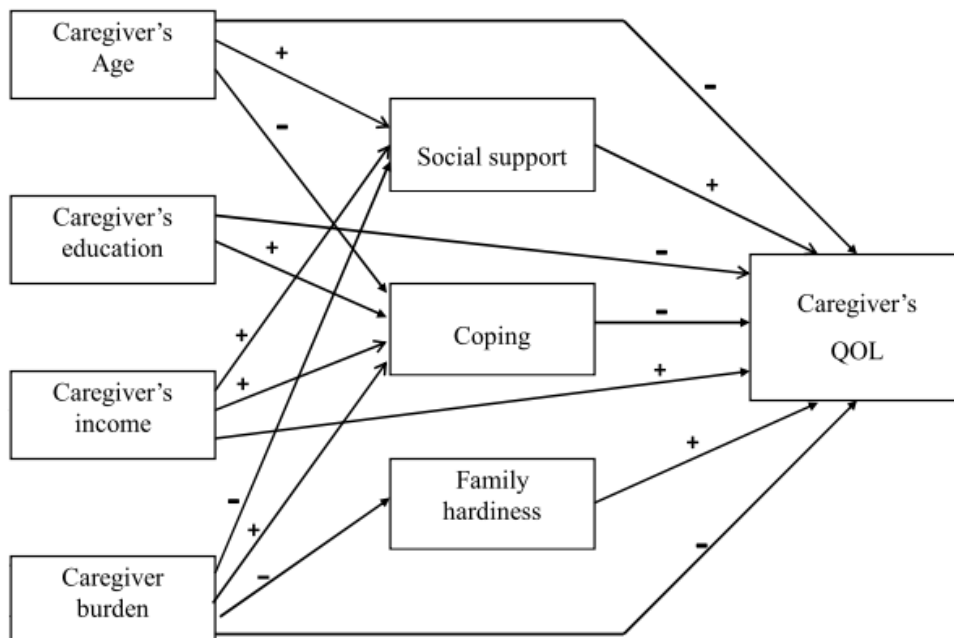 Caregiver's
Age
+
-
-
Social support
+
Caregiver's
education
+
-
Caregiver's
QOL
Coping
-
+
+
+
Caregiver's
income
Family
hardiness
+
-
+
-
-
Caregiver
burden